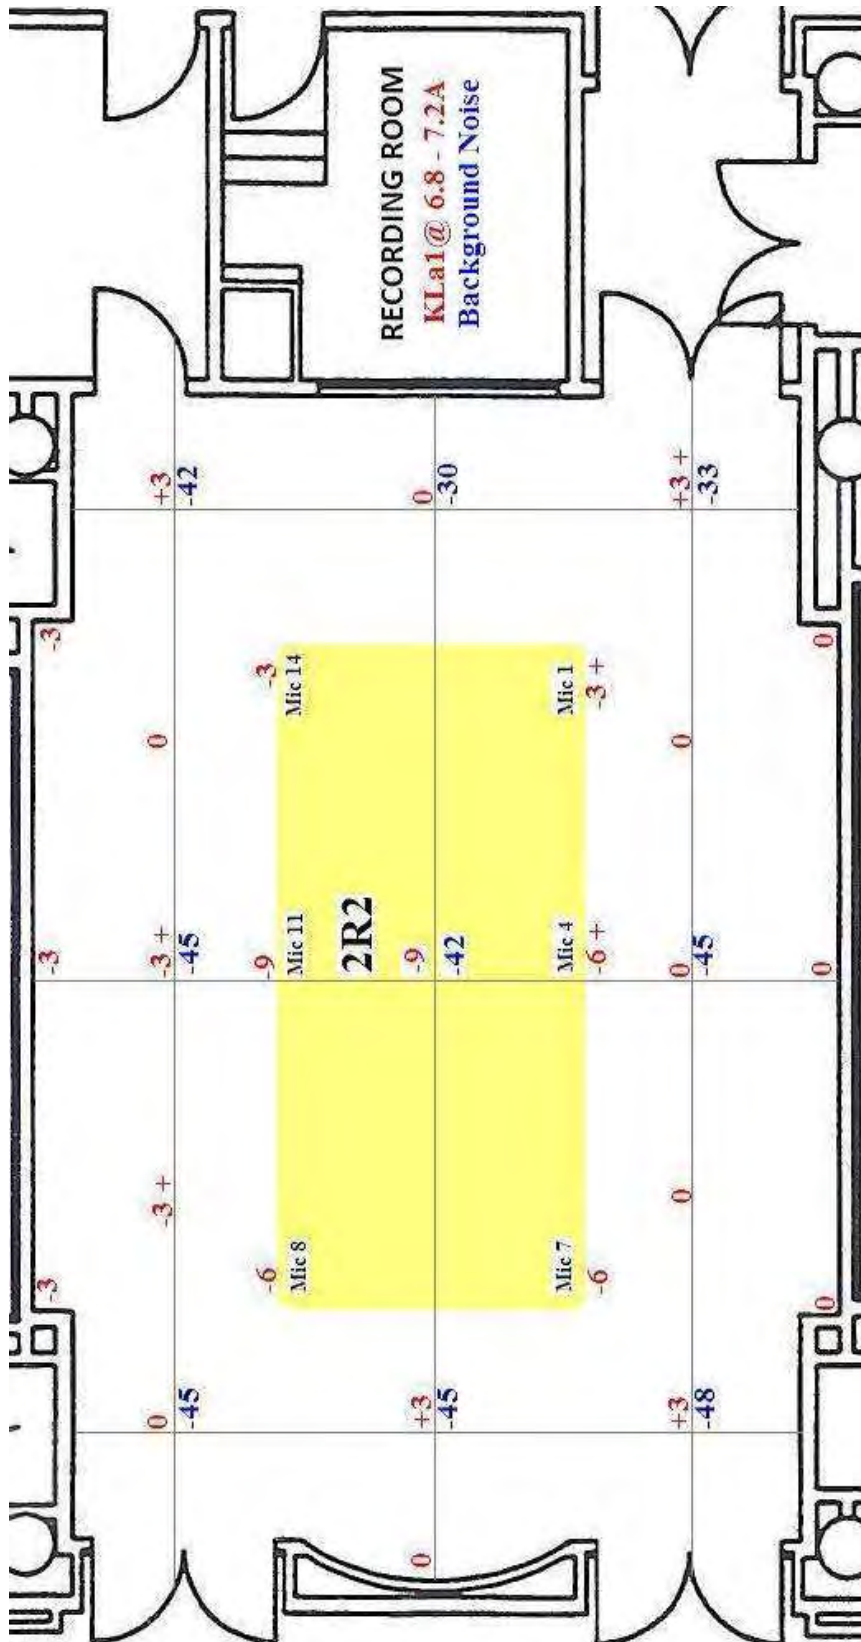 -3 -3 -3
0 -3 + -3 + 0 +3
-45 -45 -42
-6 -9 -3
Mic 8 Mic 11 Mic 14
2R2
RECORDING ROOM
KLa1@ 6.8 - 7.2A
Background Noise
0 +3 -9 0
-45 -42 -30
Mic 7 Mic 4 Mic 1
-6 -6 + -3 +
+3 0 0 0 +3 +
-48 -45 -33
0 0 0